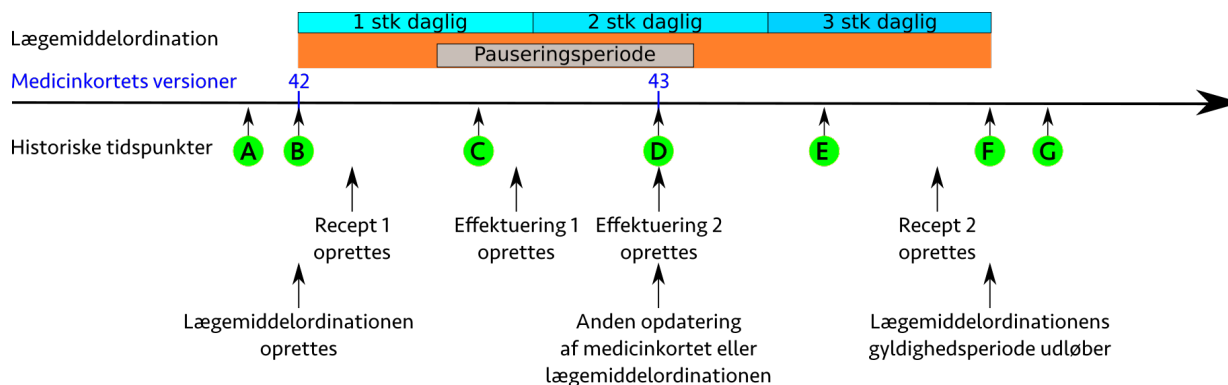 1 stk daglig 2 stk daglig 3 stk daglig
Lægemiddelordination
Pauseringsperiode
Medicinkortets versioner 42 43
Historiske tidspunkter A B C D E F G
Recept 1
oprettes
Effektuering 1
oprettes
Effektuering 2
oprettes
Recept 2
oprettes
Lægemiddelordinationen
oprettes
Anden opdatering
af medicinkortet eller
lægemiddelordinationen
Lægemiddelordinationens
gyldighedsperiode udløber